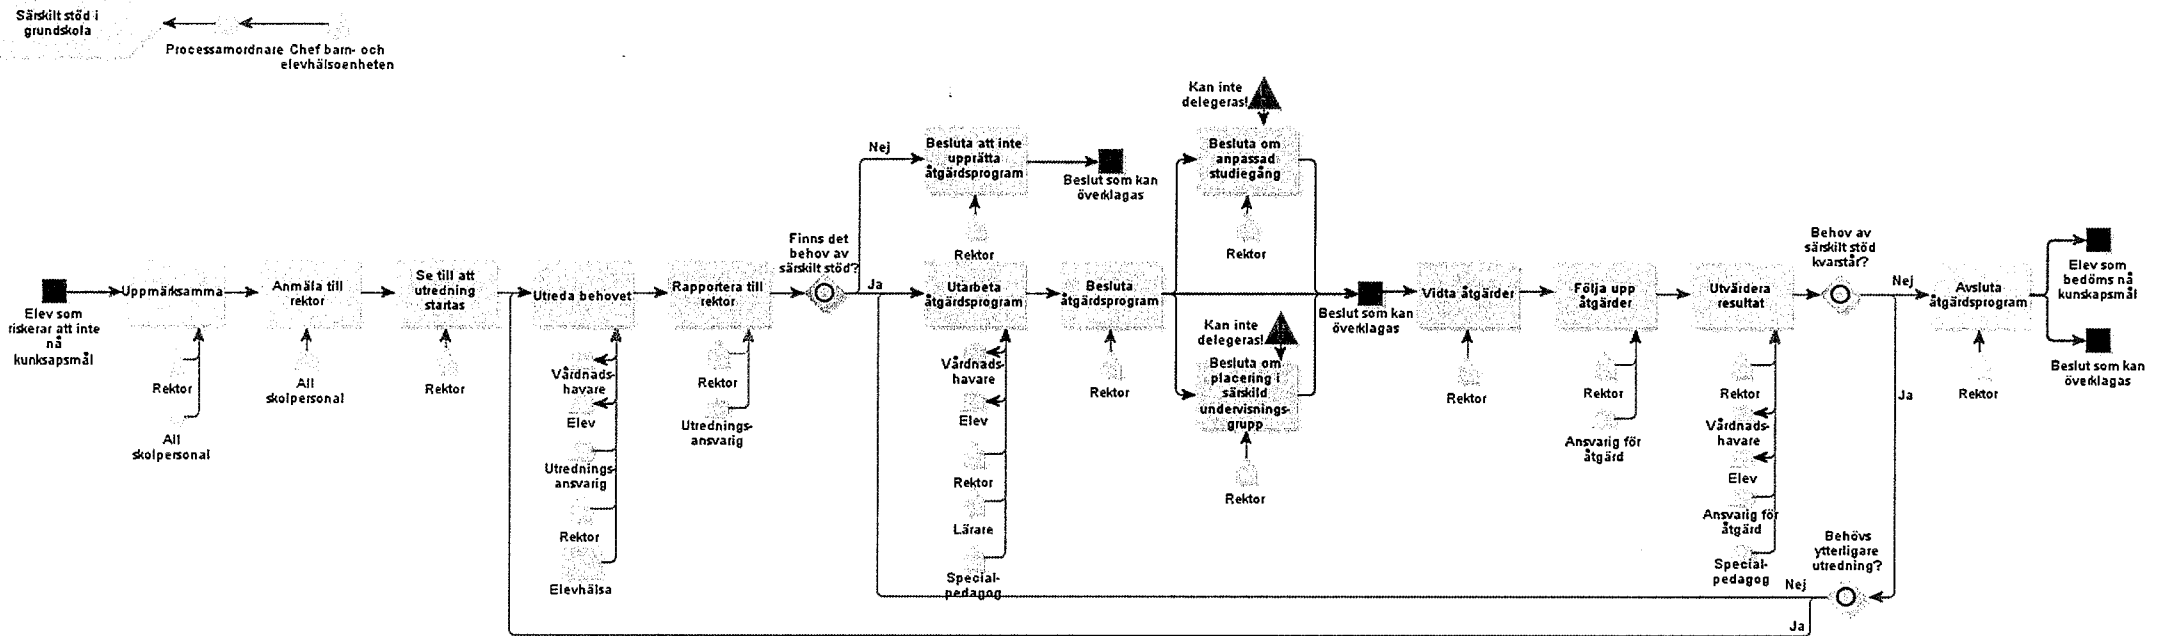 Särskilt stöd i
grundskola
Processamordnare
Chef barn- och
elevhälsoenheten
Elev som
riskerar att inte
nå
kunksapsmål
Uppmärksamma
Rektor
All
skolpersonal
Anmäla till
rektor
All
skolpersonal
Se till att
utredning
startas
Rektor
Utreda behovet
Vårdnads-
havare
Elev
Utrednings-
ansvarig
Rektor
Elevhälsa
Rapportera till
rektor
Rektor
Utrednings-
ansvarig
Finns det
behov av
särskilt stöd?
Nej
Besluta att inte
upprätta
åtgärdsprogram
Rektor
Beslut som kan
överklagas
Ja
Utarbeta
åtgärdsprogram
Vårdnads-
havare
Elev
Rektor
Lärare
Special-
pedagog
Besluta
åtgärdsprogram
Rektor
Kan inte
delegeras!
Besluta om
anpassad
studiegång
Rektor
Kan inte
delegeras!
Besluta om
placering i
särskild
undervisnings-
grupp
Rektor
Beslut som kan
överklagas
Vidta åtgärder
Rektor
Följa upp
åtgärder
Rektor
Ansvarig för
åtgärd
Utvärdera
resultat
Rektor
Vårdnads-
havare
Elev
Ansvarig för
åtgärd
Special-
pedagog
Behov av
särskilt stöd
kvarstår?
Nej
Avsluta
åtgärdsprogram
Rektor
Elev som
bedöms nå
kunskapsmål
Beslut som kan
överklagas
Ja
Behövs
ytterligare
utredning?
Nej
Ja